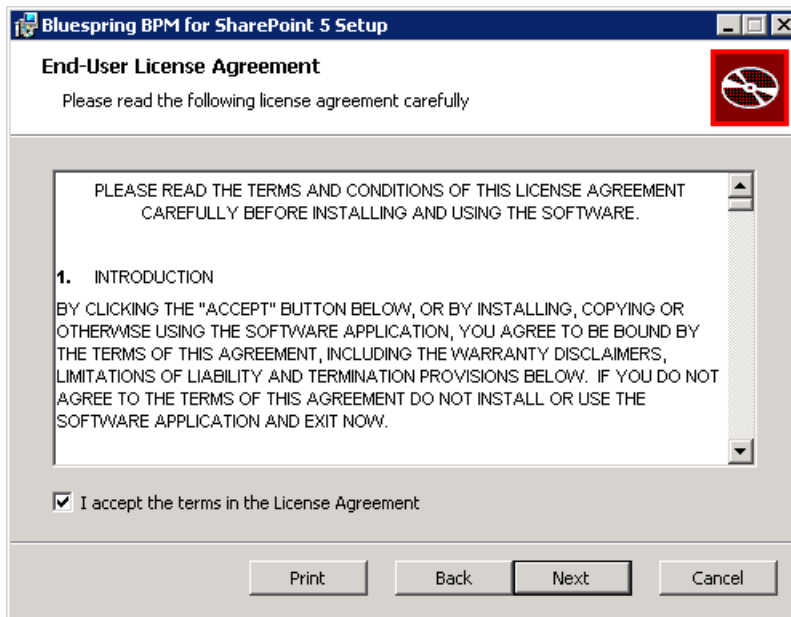 Bluespring BPM for SharePoint 5 Setup
End-User License Agreement
Please read the following license agreement carefully
PLEASE READ THE TERMS AND CONDITIONS OF THIS LICENSE AGREEMENT
CAREFULLY BEFORE INSTALLING AND USING THE SOFTWARE.
1. INTRODUCTION
BY CLICKING THE "ACCEPT" BUTTON BELOW, OR BY INSTALLING, COPYING OR
OTHERWISE USING THE SOFTWARE APPLICATION, YOU AGREE TO BE BOUND BY
THE TERMS OF THIS AGREEMENT, INCLUDING THE WARRANTY DISCLAIMERS,
LIMITATIONS OF LIABILITY AND TERMINATION PROVISIONS BELOW. IF YOU DO NOT
AGREE TO THE TERMS OF THIS AGREEMENT DO NOT INSTALL OR USE THE
SOFTWARE APPLICATION AND EXIT NOW.
I accept the terms in the License Agreement
Print Back Next Cancel